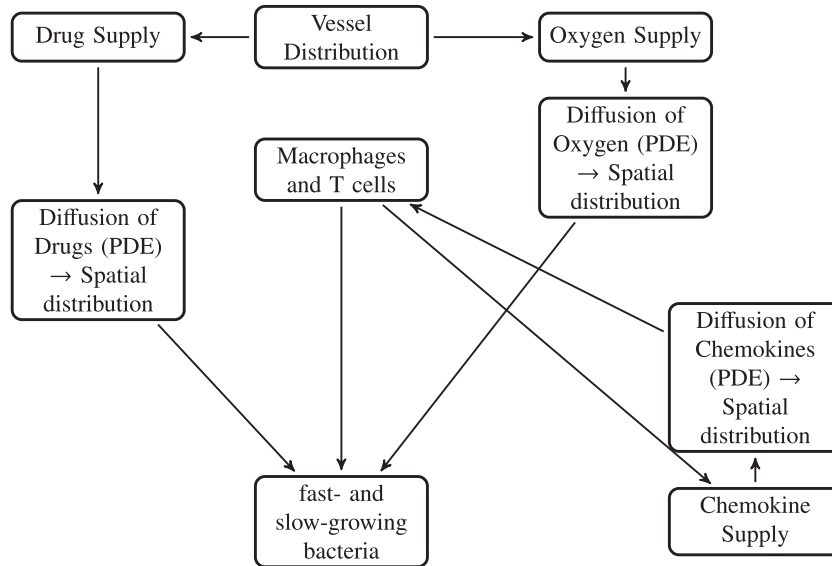 Drug Supply
Vessel
Distribution
Oxygen Supply
Diffusion of
Oxygen (PDE)
→ Spatial
distribution
Macrophages
and T cells
Diffusion of
Drugs (PDE)
→ Spatial
distribution
Diffusion of
Chemokines
(PDE) →
Spatial
distribution
fast- and
slow-growing
bacteria
Chemokine
Supply